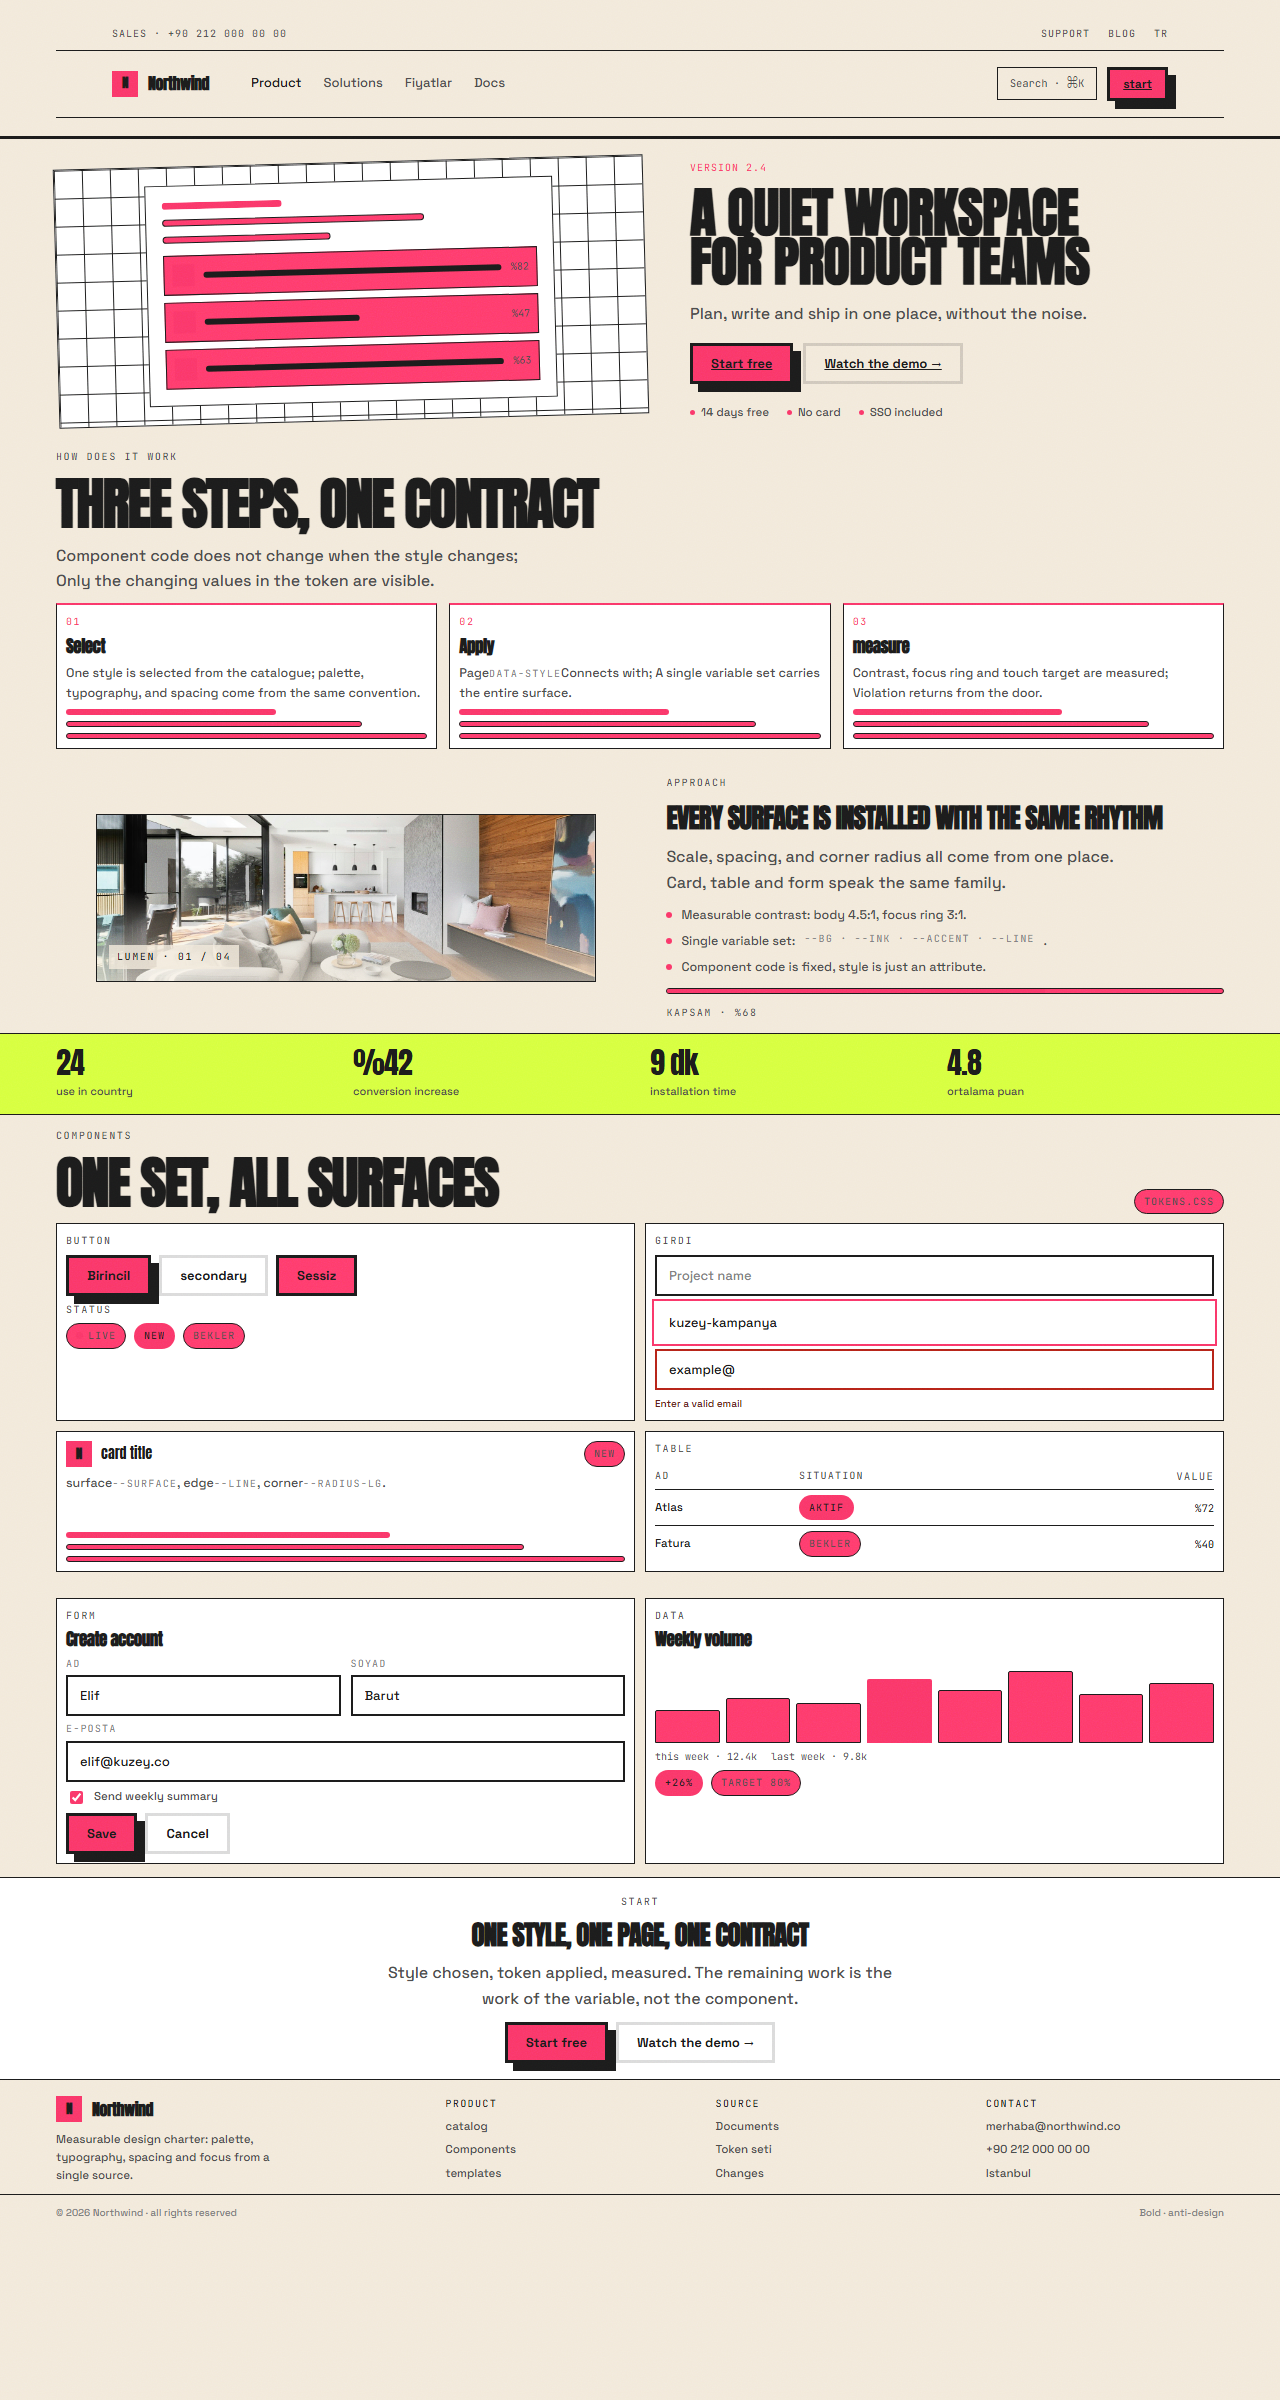 SALES · +90 212 000 00 00
SUPPORT BLOG TR
Northwind Product Solutions Fiyatlar Docs Search · ⌘K start
VERSION 2.4
A QUIET WORKSPACE
FOR PRODUCT TEAMS
Plan, write and ship in one place, without the noise.
Start free Watch the demo →
14 days free No card SSO included
%82
%47
%63
HOW DOES IT WORK
THREE STEPS, ONE CONTRACT
Component code does not change when the style changes;
Only the changing values in the token are visible.
01
Select
One style is selected from the catalogue; palette,
typography, and spacing come from the same convention.
02
Apply
PageDATA-STYLEConnects with; A single variable set carries
the entire surface.
03
measure
Contrast, focus ring and touch target are measured;
Violation returns from the door.
LUMEN · 01 / 04
APPROACH
EVERY SURFACE IS INSTALLED WITH THE SAME RHYTHM
Scale, spacing, and corner radius all come from one place.
Card, table and form speak the same family.
Measurable contrast: body 4.5:1, focus ring 3:1.
Single variable set: --BG · --INK · --ACCENT · --LINE .
Component code is fixed, style is just an attribute.
KAPSAM · %68
24
use in country
%42
conversion increase
9 dk
installation time
4.8
ortalama puan
COMPONENTS
ONE SET, ALL SURFACES
TOKENS.CSS
BUTTON
Birincil secondary Sessiz
STATUS
LIVE NEW BEKLER
GIRDI
Project name
kuzey-kampanya
example@
Enter a valid email
card title NEW
surface--SURFACE, edge--LINE, corner--RADIUS-LG.
TABLE
AD SITUATION VALUE
Atlas AKTIF %72
Fatura BEKLER %40
FORM
Create account
AD SOYAD
Elif Barut
E-POSTA
elif@kuzey.co
Send weekly summary
Save Cancel
DATA
Weekly volume
this week · 12.4k last week · 9.8k
+26% TARGET 80%
START
ONE STYLE, ONE PAGE, ONE CONTRACT
Style chosen, token applied, measured. The remaining work is the
work of the variable, not the component.
Start free Watch the demo →
Northwind
Measurable design charter: palette,
typography, spacing and focus from a
single source.
PRODUCT
catalog
Components
templates
SOURCE
Documents
Token seti
Changes
CONTACT
merhaba@northwind.co
+90 212 000 00 00
Istanbul
© 2026 Northwind · all rights reserved
Bold · anti-design